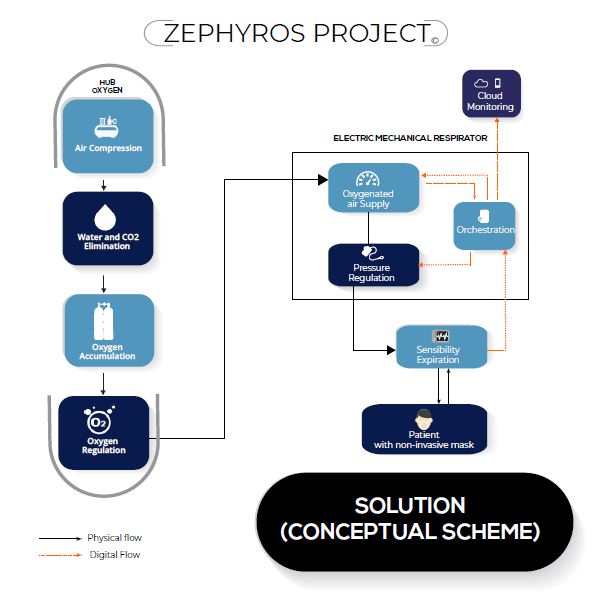 ZEPHYROS PROJECT©
HUB
OXYGEN
Air Compression
Water and CO2
Elimination
Oxygen
Accumulation
O2
Oxygen
Regulation
Cloud
Monitoring
ELECTRIC MECHANICAL RESPIRATOR
Oxygenated
air Supply
Orchestration
Pressure
Regulation
Sensibility
Expiration
Patient
with non-invasive mask
SOLUTION
(CONCEPTUAL SCHEME)
Physical flow
Digital Flow